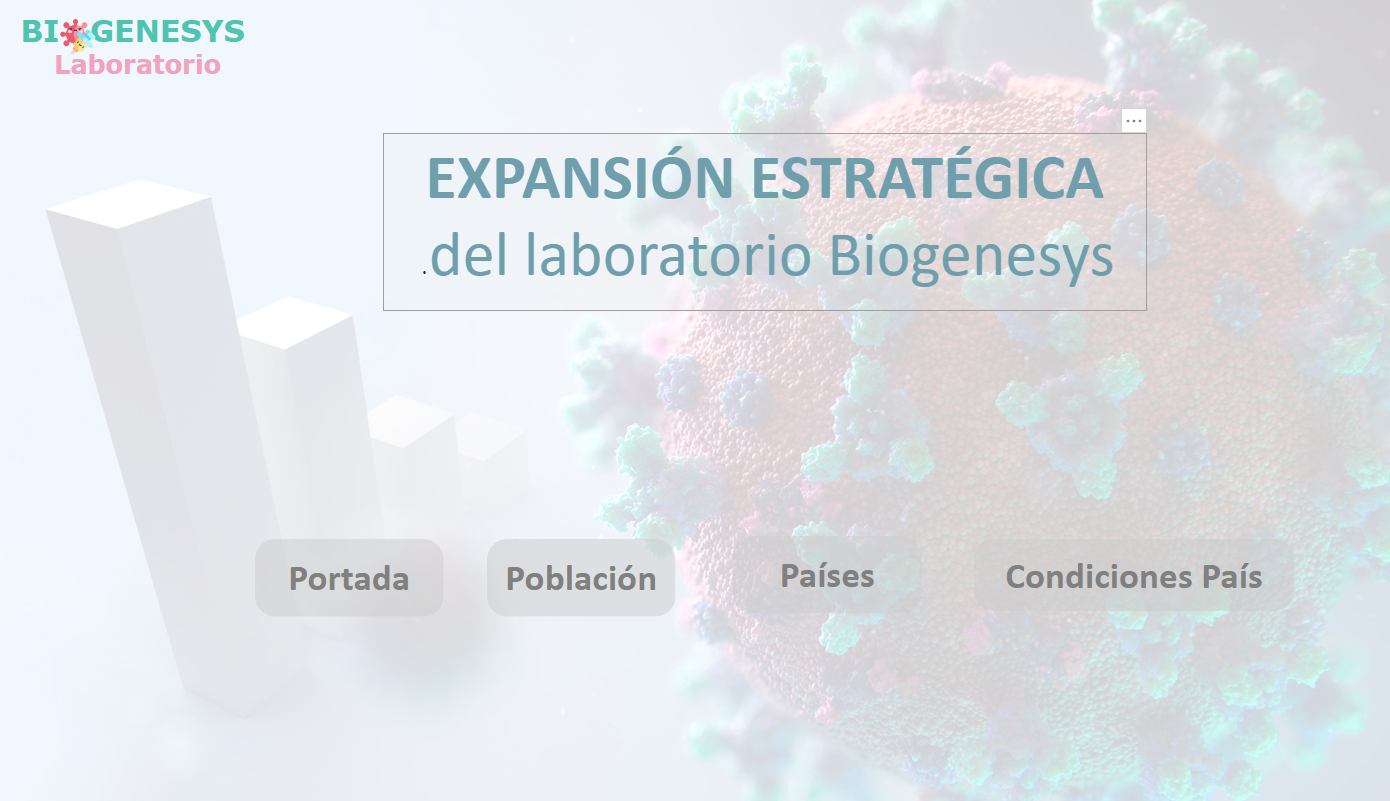 BIOGENESYS
Laboratorio
...
EXPANSIÓN ESTRATÉGICA
.del laboratorio Biogenesys
Portada
Población
Países
Condiciones País